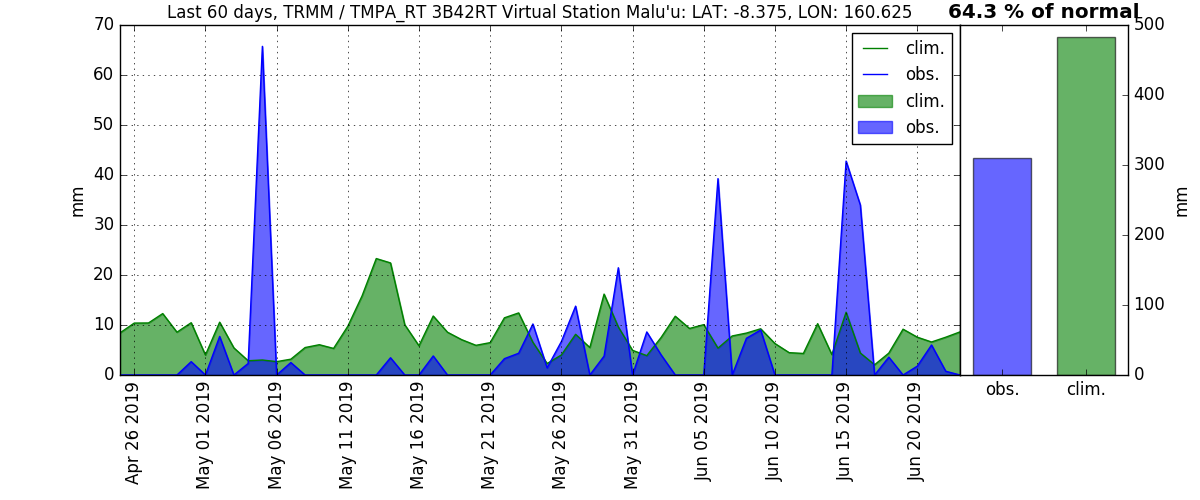 Last 60 days, TRMM / TMPA_RT 3B42RT Virtual Station Malu'u: LAT: -8.375, LON: 160.625
64.3 % of normal
70
60
50
40
30
20
10
0
mm
clim.
obs.
clim.
obs.
Apr 26 2019
May 01 2019
May 06 2019
May 11 2019
May 16 2019
May 21 2019
May 26 2019
May 31 2019
Jun 05 2019
Jun 10 2019
Jun 15 2019
Jun 20 2019
500
400
300
200
100
0
mm
obs.
clim.